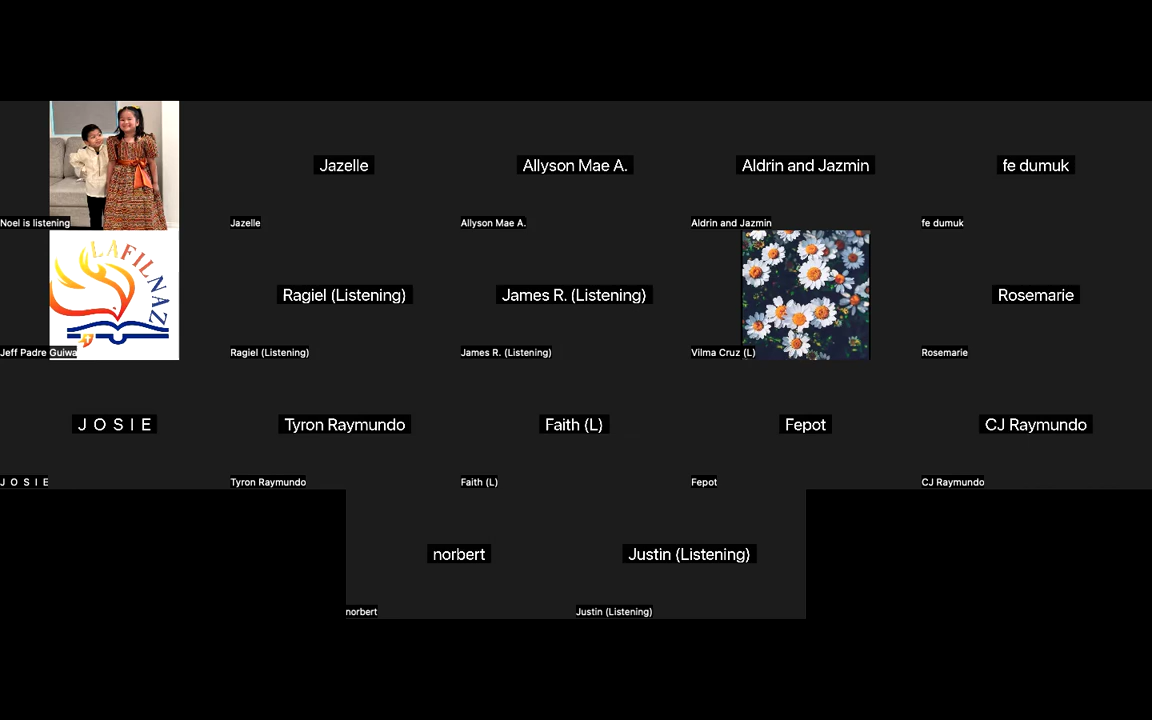 Jazelle
Allyson Mae A.
Aldrin and Jazmin
fe dumuk
Noel is listening
Jazelle
Allyson Mae A.
Aldrin and Jazmin
fe dumuk
LAFILNAZ
Ragiel (Listening)
James R. (Listening)
Rosemarie
Jeff Padre Guiwa
Ragiel (Listening)
James R. (Listening)
Vilma Cruz (L)
Rosemarie
J O S I E
Tyron Raymundo
Faith (L)
Fepot
CJ Raymundo
J O S I E
Tyron Raymundo
Faith (L)
Fepot
CJ Raymundo
norbert
Justin (Listening)
norbert
Justin (Listening)